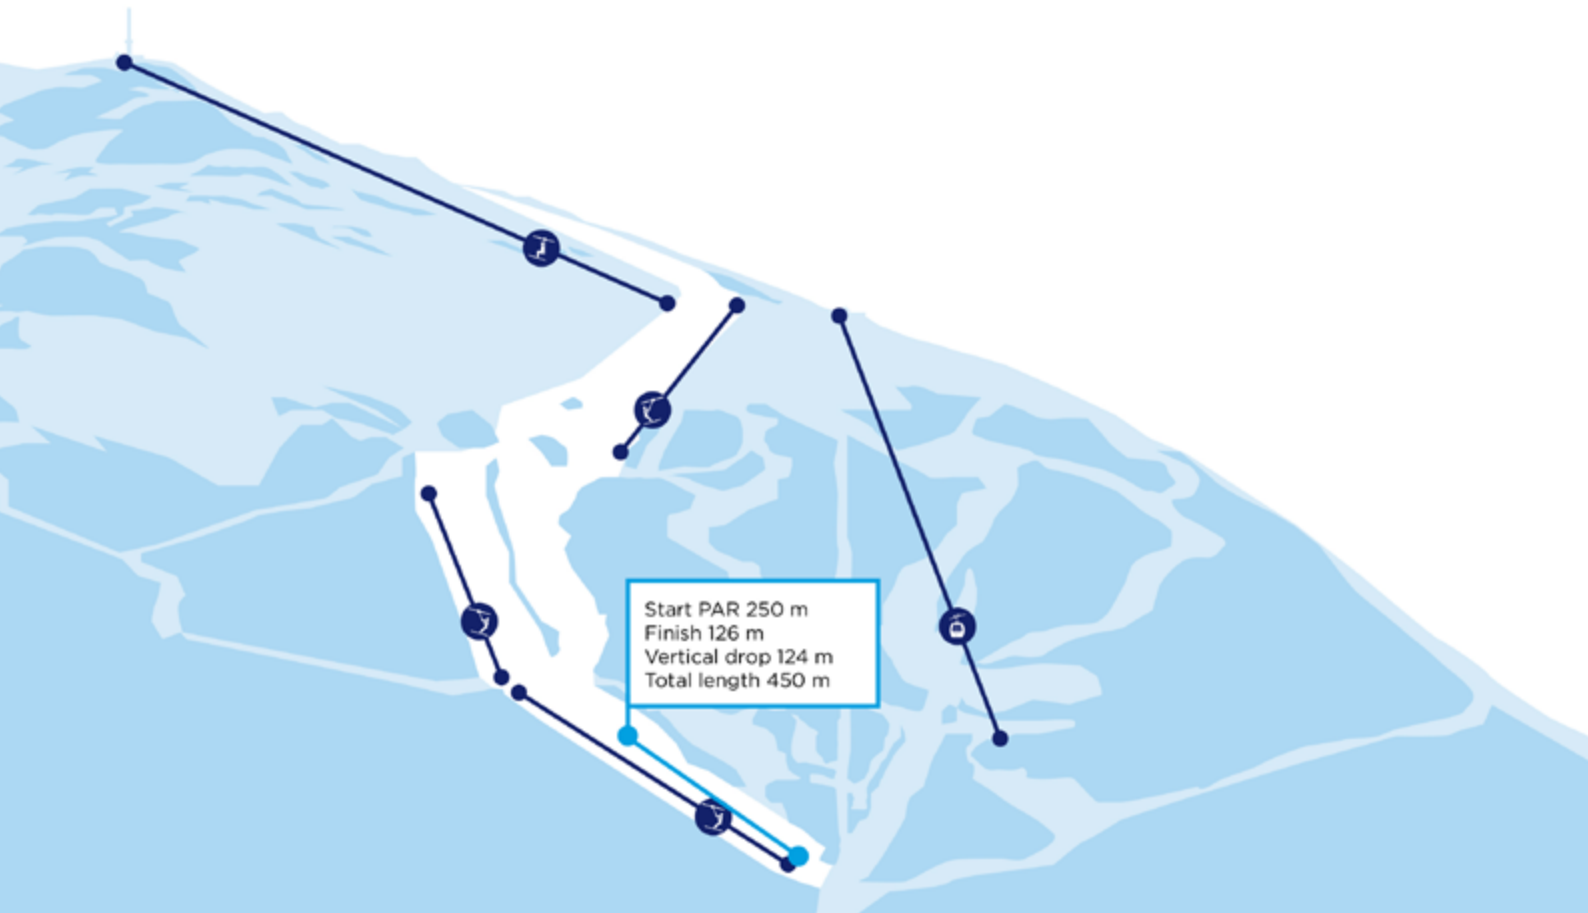 Start PAR 250 m
Finish 126 m
Vertical drop 124 m
Total length 450 m